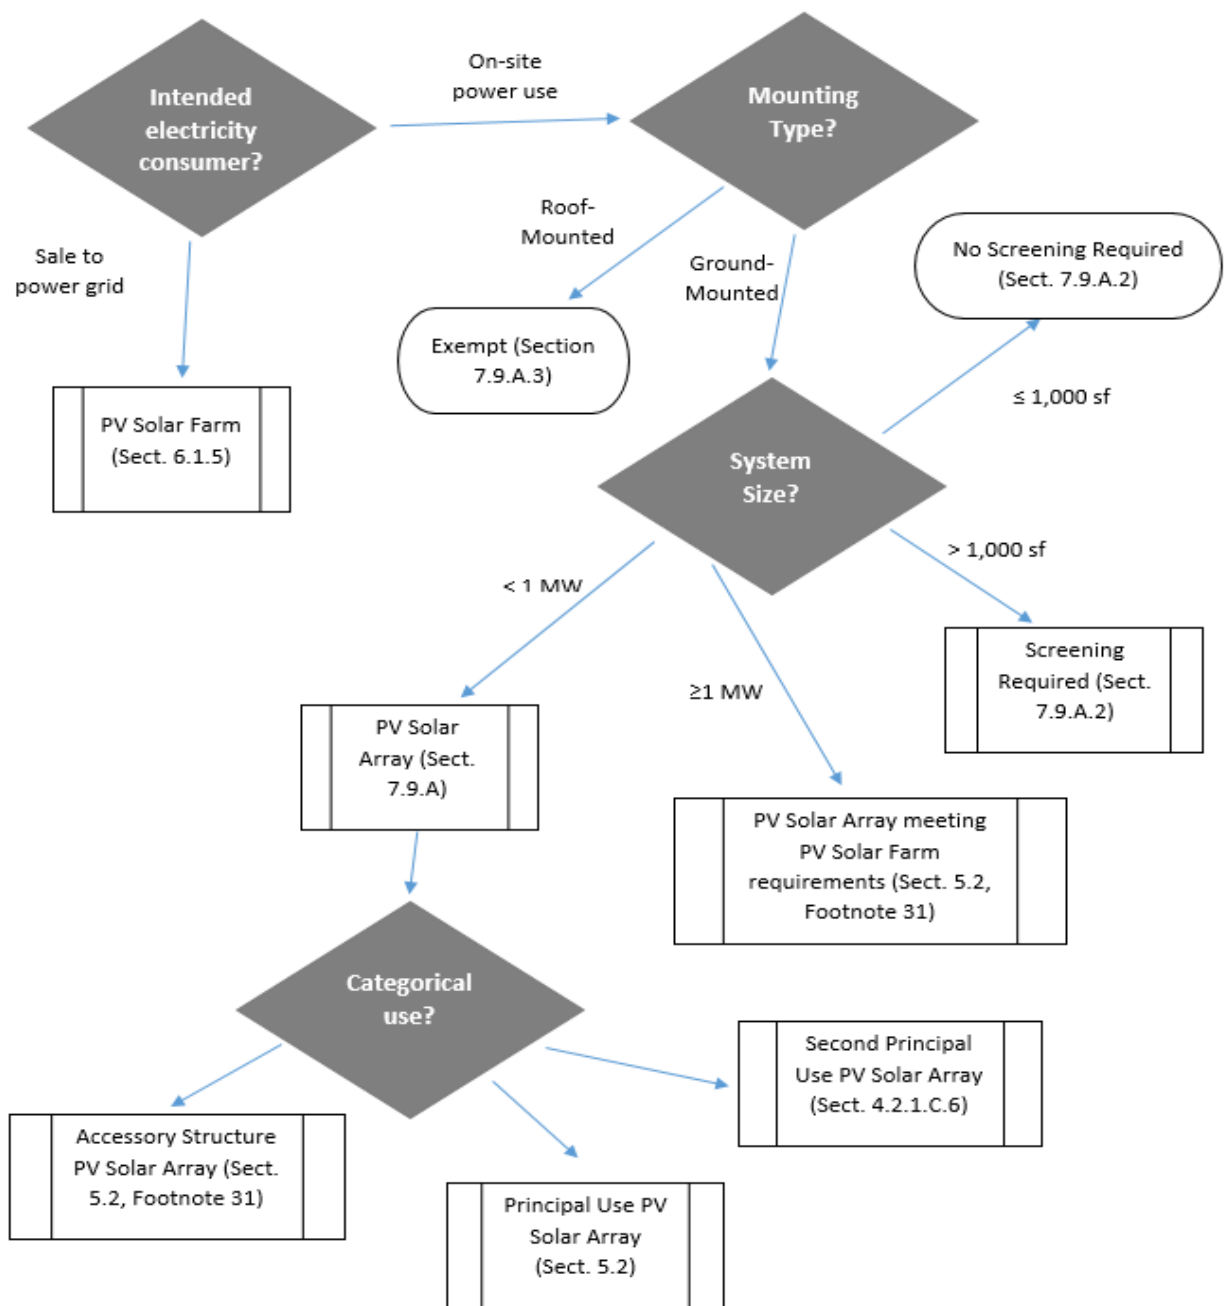 On-site
power use
Intended
electricity
consumer?
Mounting
Type?
Roof-
Mounted
Sale to
power grid
Ground-
Mounted
No Screening Required
(Sect. 7.9.A.2)
Exempt (Section
7.9.A.3)
≤ 1,000 sf
PV Solar Farm
(Sect. 6.1.5)
System
Size?
> 1,000 sf
< 1 MW
≥1 MW
Screening
Required (Sect.
7.9.A.2)
PV Solar
Array (Sect.
7.9.A)
PV Solar Array meeting
PV Solar Farm
requirements (Sect. 5.2,
Footnote 31)
Categorical
use?
Second Principal
Use PV Solar Array
(Sect. 4.2.1.C.6)
Accessory Structure
PV Solar Array (Sect.
5.2, Footnote 31)
Principal Use PV
Solar Array
(Sect. 5.2)